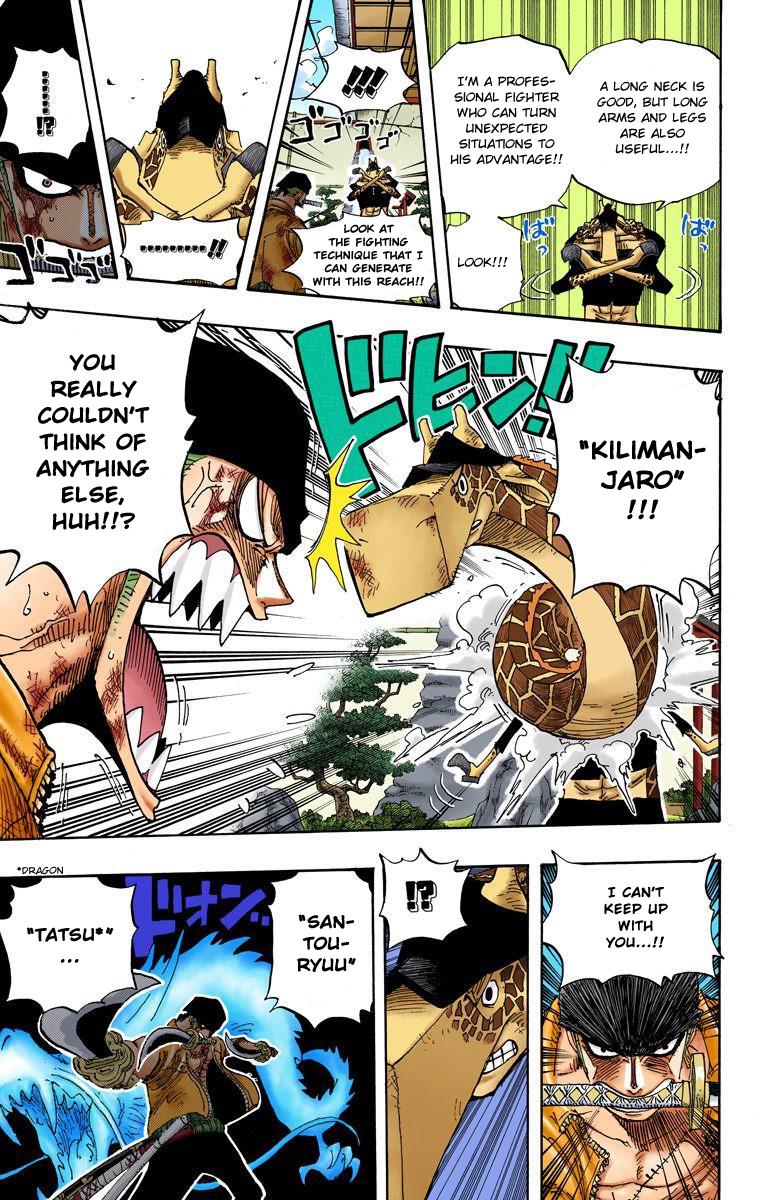 A LONG NECK IS
GOOD, BUT LONG
ARMS AND LEGS
ARE ALSO
USEFUL...!!
I'M A PROFES-
SIONAL FIGHTER
WHO CAN TURN
UNEXPECTED
SITUATIONS TO
HIS ADVANTAGE!!
ばっ
ばっ
LOOK!!!
!!!
ゴゴゴゴ
LOOK AT
THE FIGHTING
TECHNIQUE THAT I
CAN GENERATE
WITH THIS REACH!!
.........!!
......!?
ゴゴゴ
"KILIMAN-
JARO"
!!!
ドヒン!!
YOU
REALLY
COULDN'T
THINK OF
ANYTHING
ELSE,
HUH!!?
I CAN'T
KEEP UP
WITH
YOU...!!
!?
"SAN-
TOU-
RYUU"
ドオン
"TATSU*"
...
*DRAGON